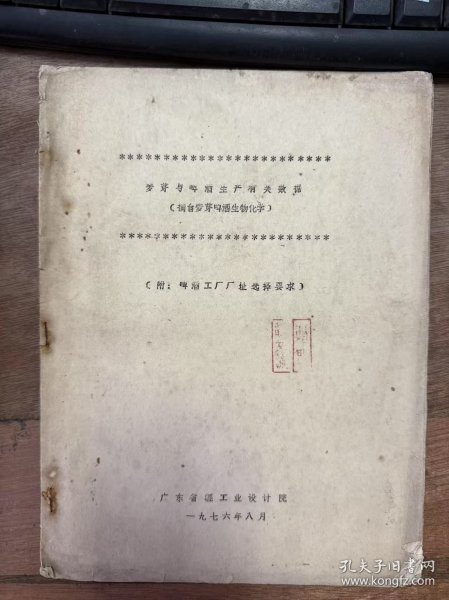 ***********************
麦芽与啤酒生产有关数据
（摘自麦芽啤酒生物化学）
***********************
（附：啤酒工厂厂址选择要求）
广东省轻工业设计院
一九七六年八月
孔夫子旧书网
www.kongfz.com